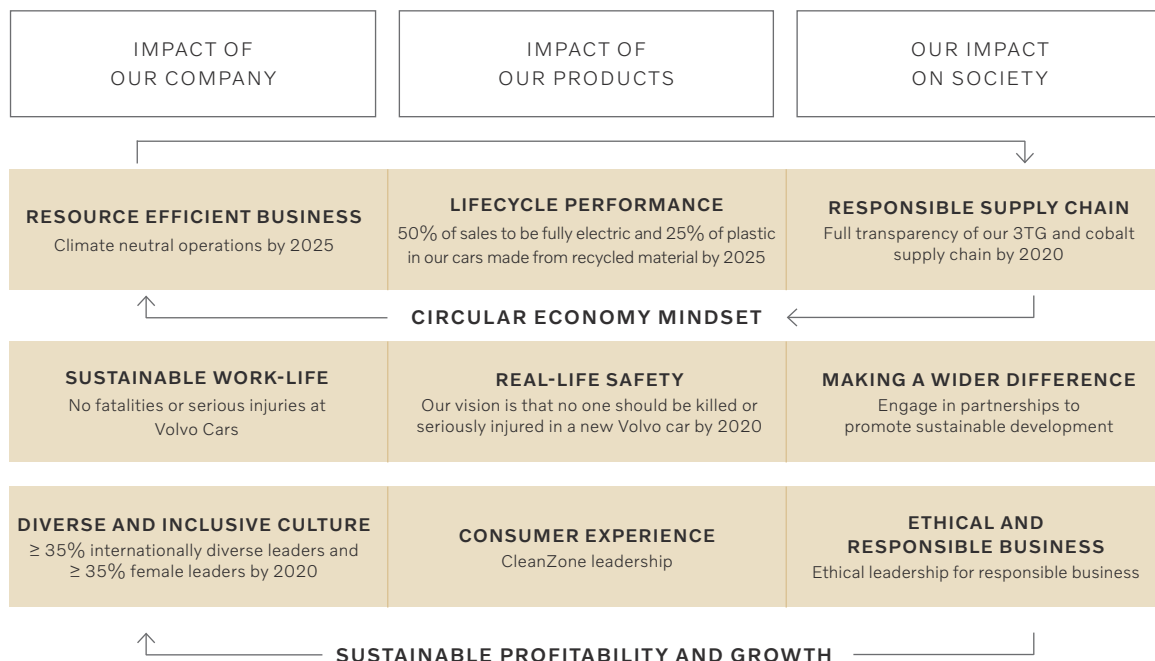 IMPACT OF
OUR COMPANY
IMPACT OF
OUR PRODUCTS
OUR IMPACT
ON SOCIETY
RESOURCE EFFICIENT BUSINESS
Climate neutral operations by 2025
LIFECYCLE PERFORMANCE
50% of sales to be fully electric and 25% of plastic
in our cars made from recycled material by 2025
RESPONSIBLE SUPPLY CHAIN
Full transparency of our 3TG and cobalt
supply chain by 2020
CIRCULAR ECONOMY MINDSET
SUSTAINABLE WORK-LIFE
No fatalities or serious injuries at
Volvo Cars
REAL-LIFE SAFETY
Our vision is that no one should be killed or
seriously injured in a new Volvo car by 2020
MAKING A WIDER DIFFERENCE
Engage in partnerships to
promote sustainable development
DIVERSE AND INCLUSIVE CULTURE
≥ 35% internationally diverse leaders and
≥ 35% female leaders by 2020
CONSUMER EXPERIENCE
CleanZone leadership
ETHICAL AND
RESPONSIBLE BUSINESS
Ethical leadership for responsible business
SUSTAINABLE PROFITABILITY AND GROWTH